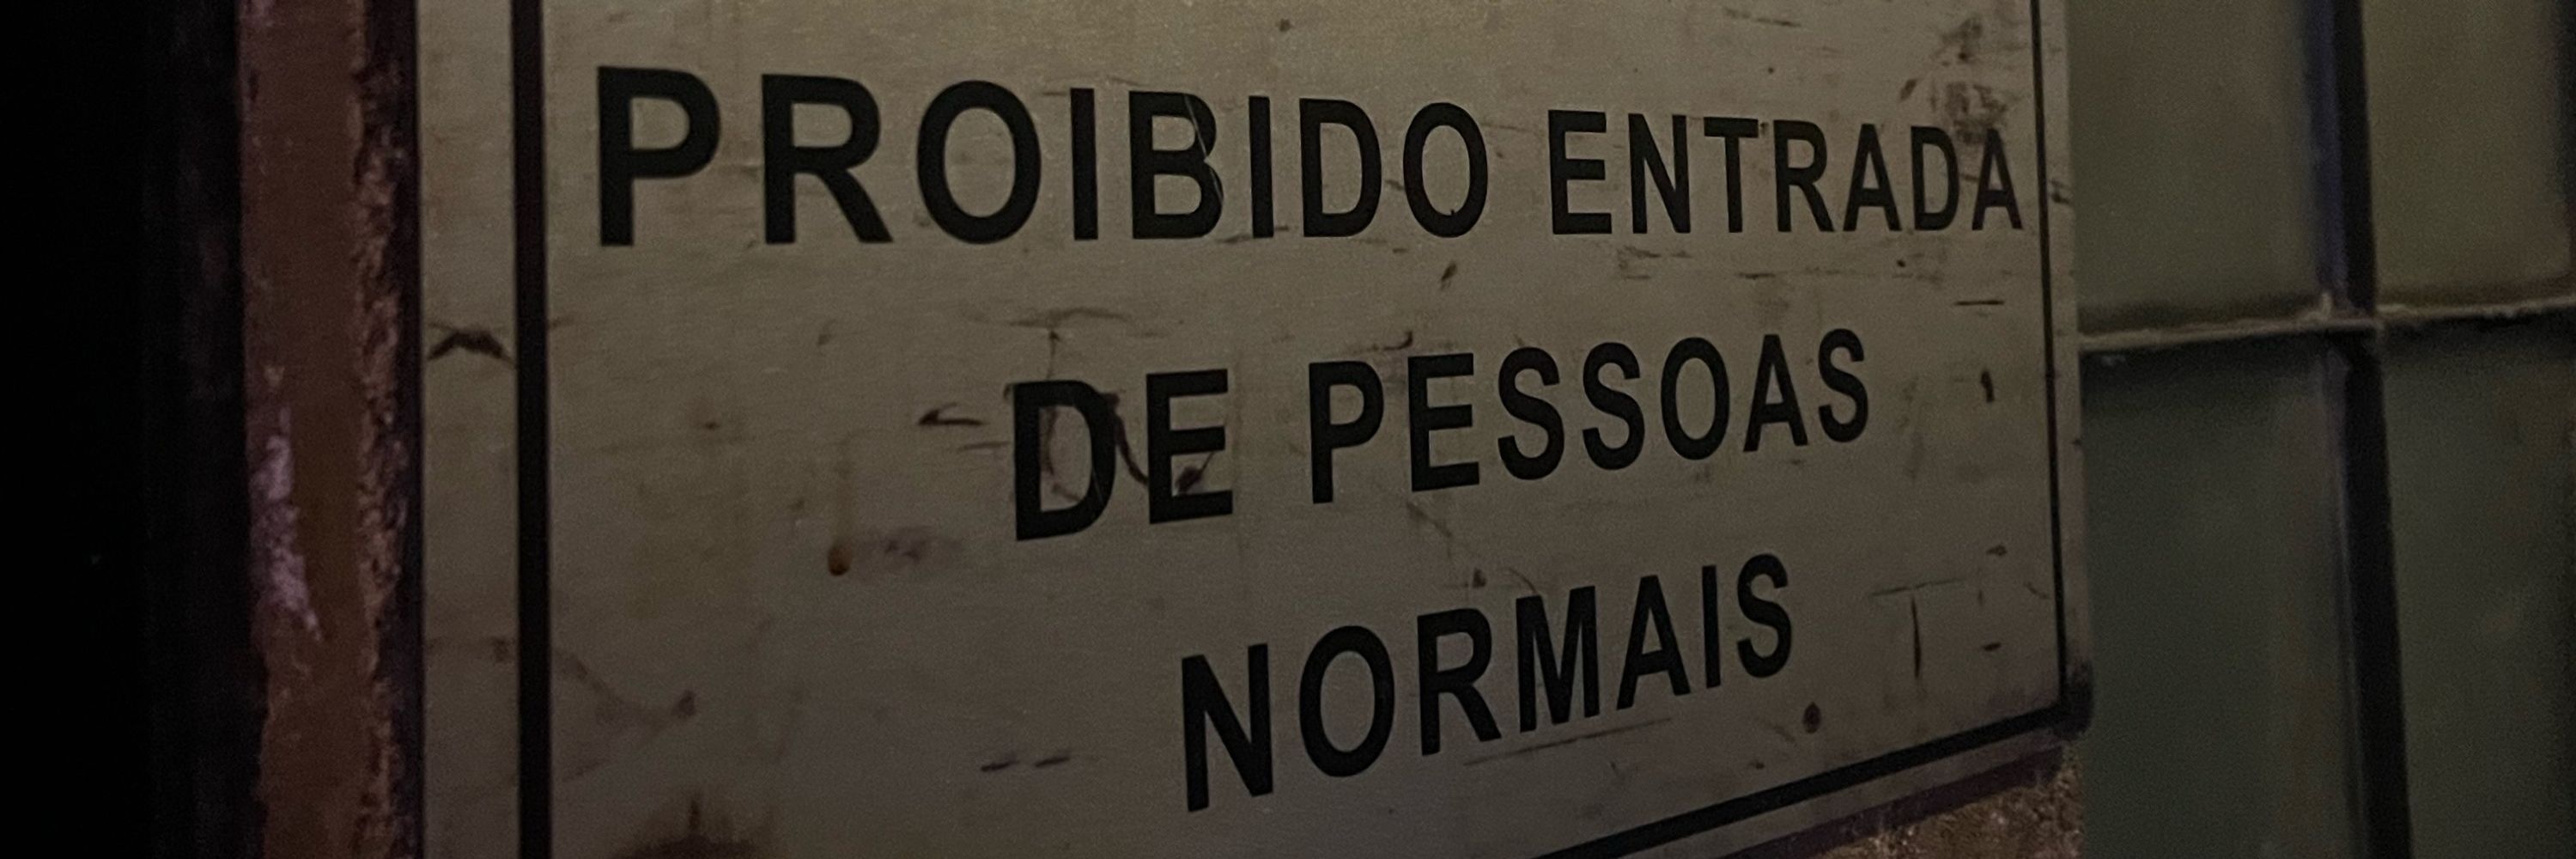 PROIBIDO ENTRADA
DE PESSOAS
NORMAIS